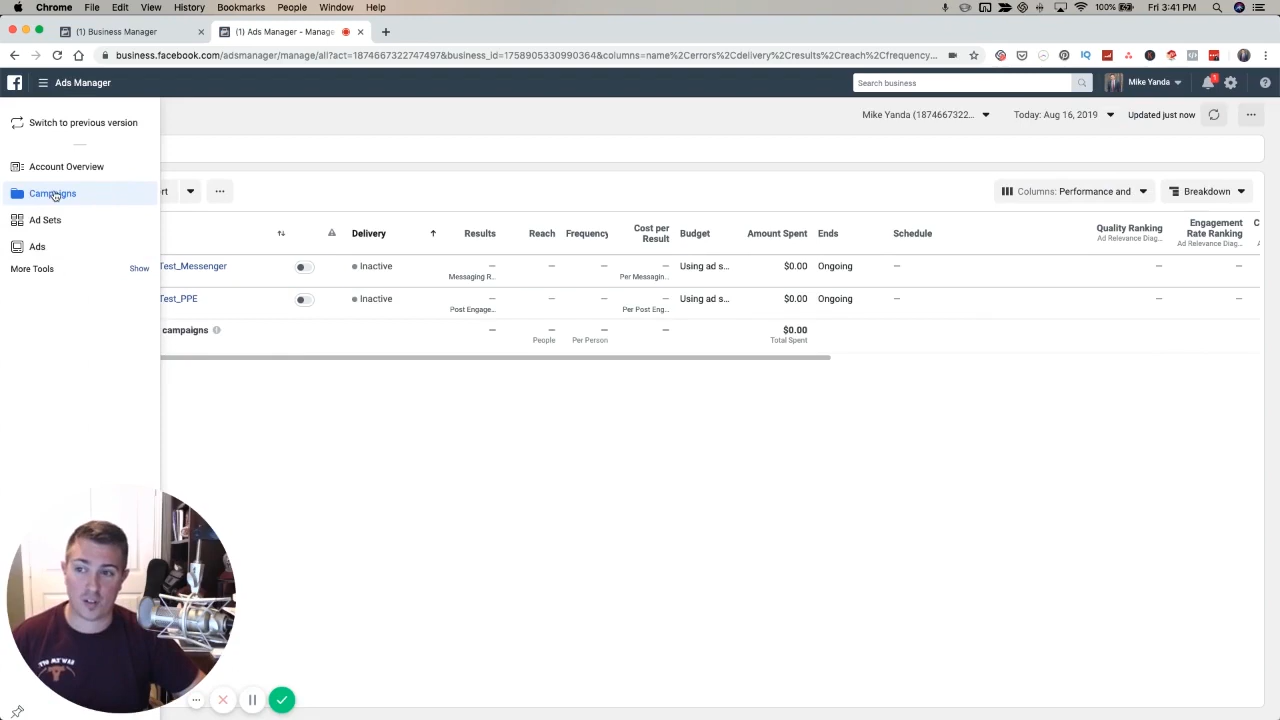 Chrome File Edit View History Bookmarks People Window Help 100% Fri 3:41 PM
(1) Business Manager
(1) Ads Manager - Manage
business.facebook.com/adsmanager/manage/all?act=1874667322747497&business_id=1758905330990364&columns=name%2Cerrors%2Cdelivery%2Cresults%2Creach%2Cfrequency...
Ads Manager
Search business
Mike Yanda
Switch to previous version
Mike Yanda (1874667322...
Today: Aug 16, 2019
Updated just now
Account Overview
Campaigns
rt
Columns: Performance and
Breakdown
Ad Sets
Ads
More Tools
Show
Delivery Results Reach Frequency Cost per Result Budget Amount Spent Ends Schedule Quality Ranking Engagement Rate Ranking C
Ad Relevance Diag... Ad Relevance Diag... A
Test_Messenger Inactive — — — — Using ad s... $0.00 Ongoing — — —
Messaging R... Per Messagin...
Test_PPE Inactive — — — — Using ad s... $0.00 Ongoing — — —
Post Engage... Per Post Eng...
campaigns — — — — $0.00
People Per Person Total Spent